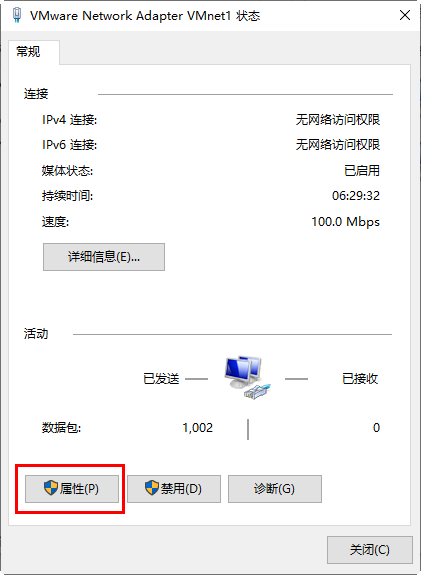 VMware Network Adapter VMnet1 状态
常规
连接
IPv4 连接: 无网络访问权限
IPv6 连接: 无网络访问权限
媒体状态: 已启用
持续时间: 06:29:32
速度: 100.0 Mbps
详细信息(E)...
活动
已发送 已接收
数据包: 1,002 0
属性(P) 禁用(D) 诊断(G)
关闭(C)